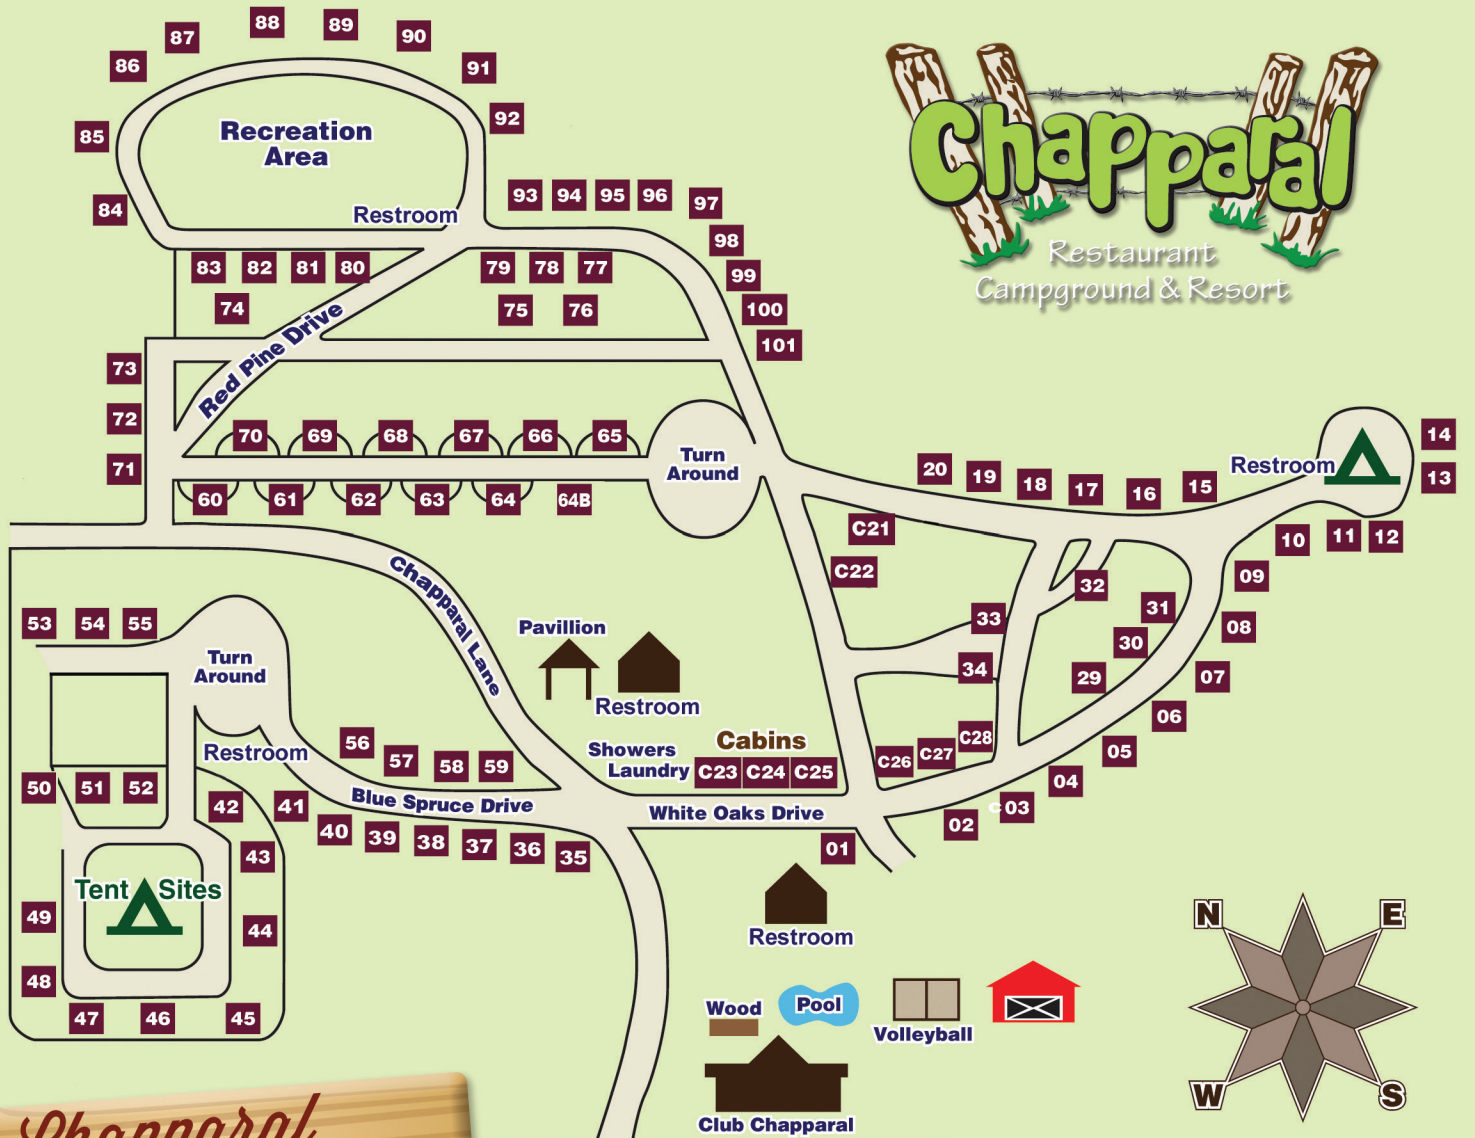 88
89
87
90
86
91
92
85
Recreation
Area
84
Restroom
93 94 95 96 97
98
99
100
101
83 82 81 80
79 78 77
74
75 76
Red Pine Drive
73
72
71
70 69 68 67 66 65
60 61 62 63 64 64B
Turn
Around
Chapparal
Restaurant
Campground & Resort
20 19 18 17 16 15
Restroom
14
13
12
11
10
09
08
07
06
05
04
C03
02
01
C21
C22
32
31
30
29
33
34
C28
C27
C26
Chapparal Lane
Pavillion
Restroom
Cabins
Showers
Laundry
C23 C24 C25
White Oaks Drive
53 54 55
Turn
Around
Restroom
56
57
58 59
Blue Spruce Drive
50 51 52
42 41
40 39 38 37 36 35
43
Tent Sites
49
44
48
47 46 45
Restroom
Wood
Pool
Volleyball
Club Chapparal
N E
W S
Chapparal